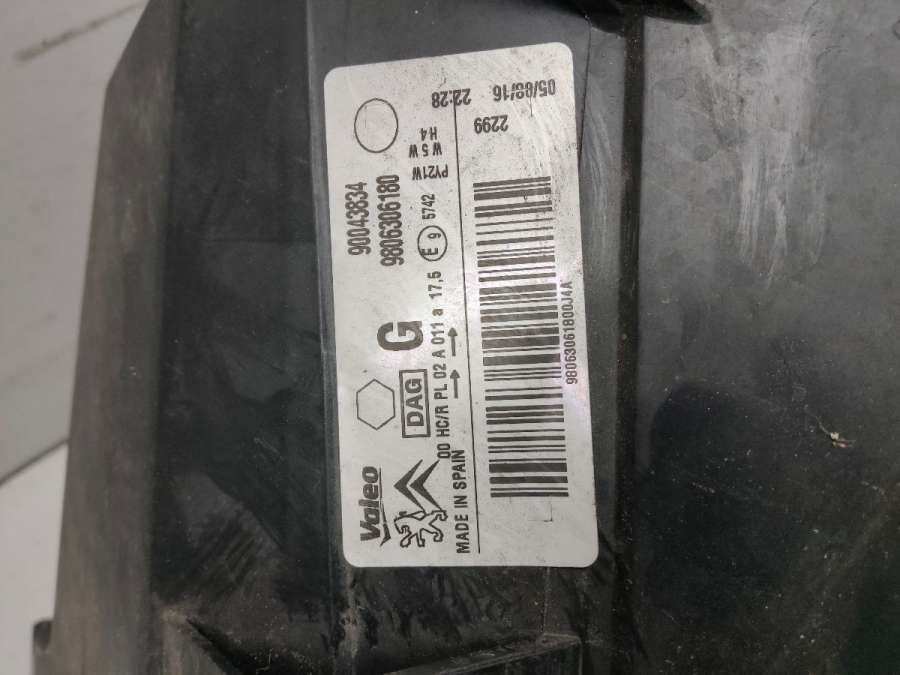 Valeo
90043834
9806306180
DAG
G
00 HC/R PL 02 A 011 a 17,5
E 9 5742
PY21W
W5W
H4
MADE IN SPAIN
22:28 05/08/16
2299
98063061800J4A